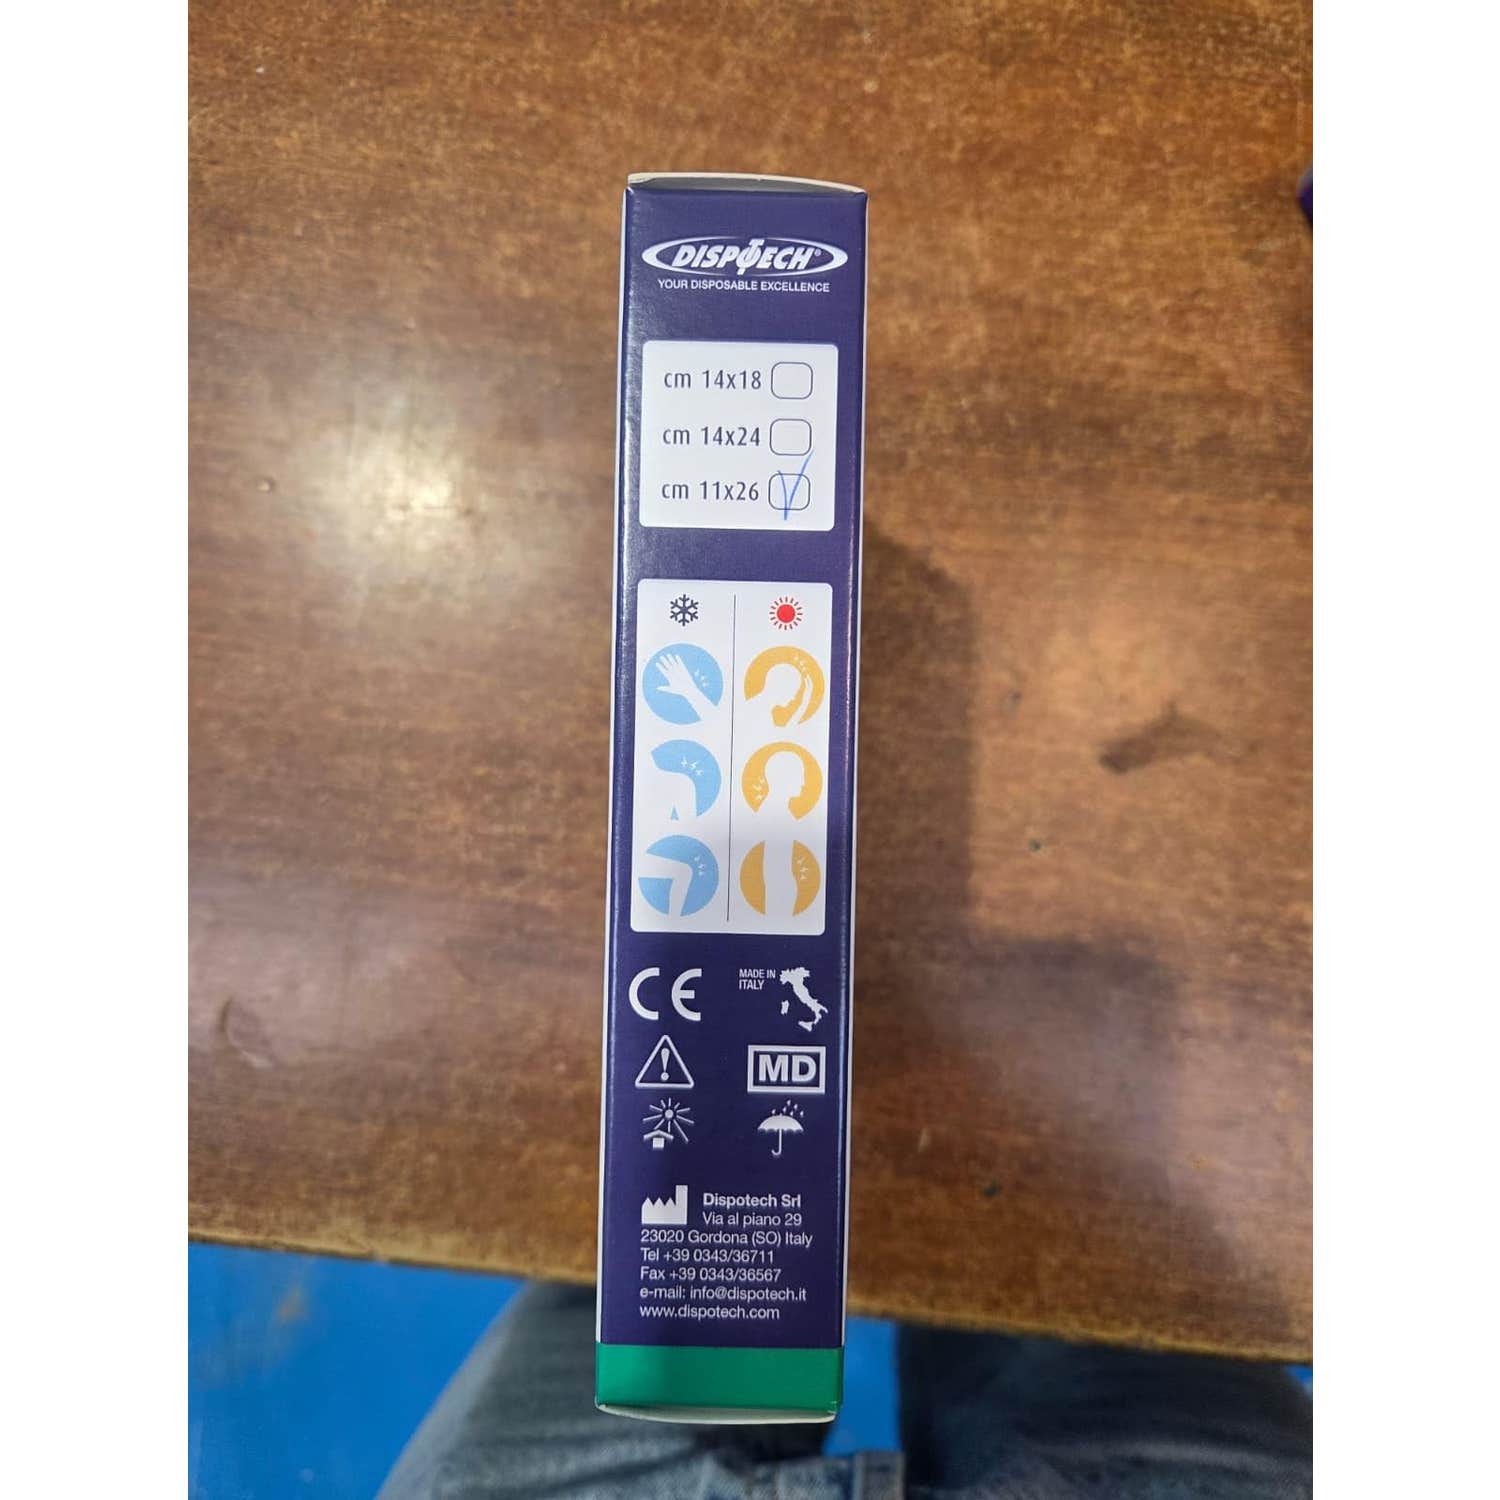 DISPOTECH®
YOUR DISPOSABLE EXCELLENCE
cm 14x18
cm 14x24
cm 11x26
CE
MADE IN
ITALY
MD
Dispotech Srl
Via al piano 29
23020 Gordona (SO) Italy
Tel +39 0343/36711
Fax +39 0343/36567
e-mail: info@dispotech.it
www.dispotech.com